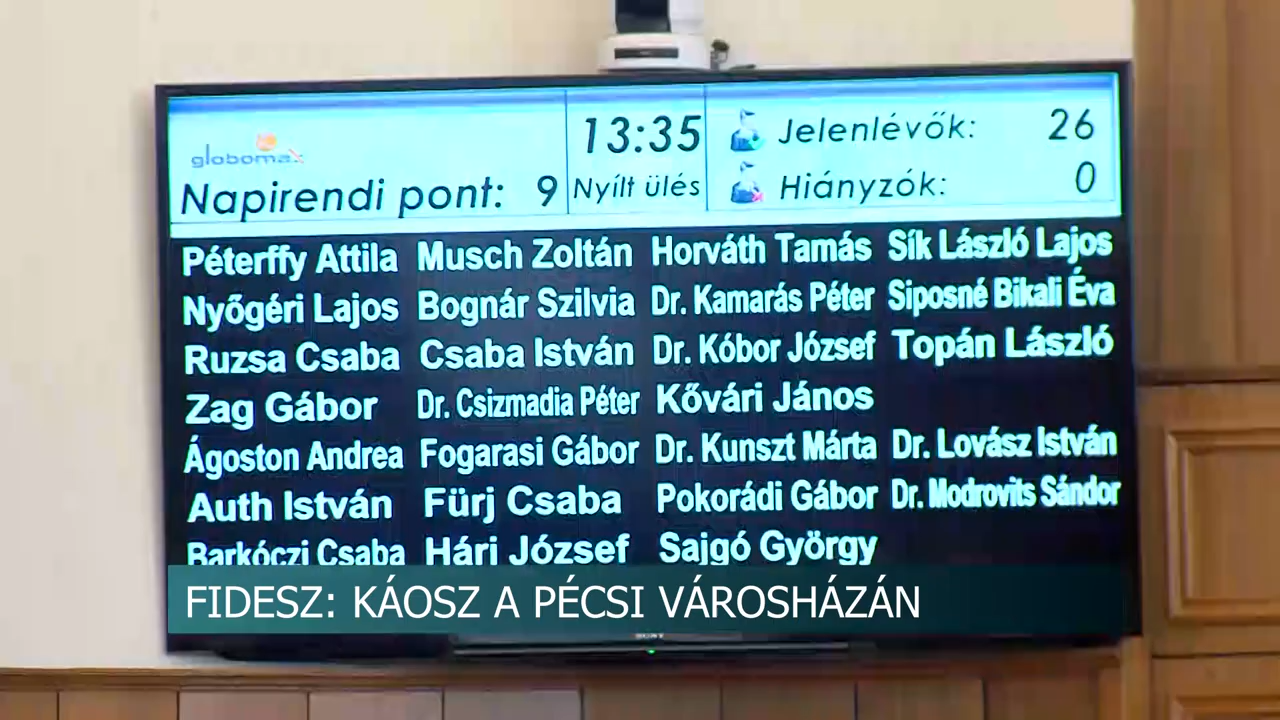 globomax
Napirendi pont: 9
13:35
Nyílt ülés
Jelenlévők: 26
Hiányzók: 0
Péterffy Attila Musch Zoltán Horváth Tamás Sík László Lajos
Nyőgéri Lajos Bognár Szilvia Dr. Kamarás Péter Siposné Bikali Éva
Ruzsa Csaba Csaba István Dr. Kóbor József Topán László
Zag Gábor Dr. Csizmadia Péter Kővári János
Ágoston Andrea Fogarasi Gábor Dr. Kunszt Márta Dr. Lovász István
Auth István Fürj Csaba Pokorádi Gábor Dr. Modrovits Sándor
Barkóczi Csaba Hári József Sajgó György
FIDESZ: KÁOSZ A PÉCSI VÁROSHÁZÁN
SONY